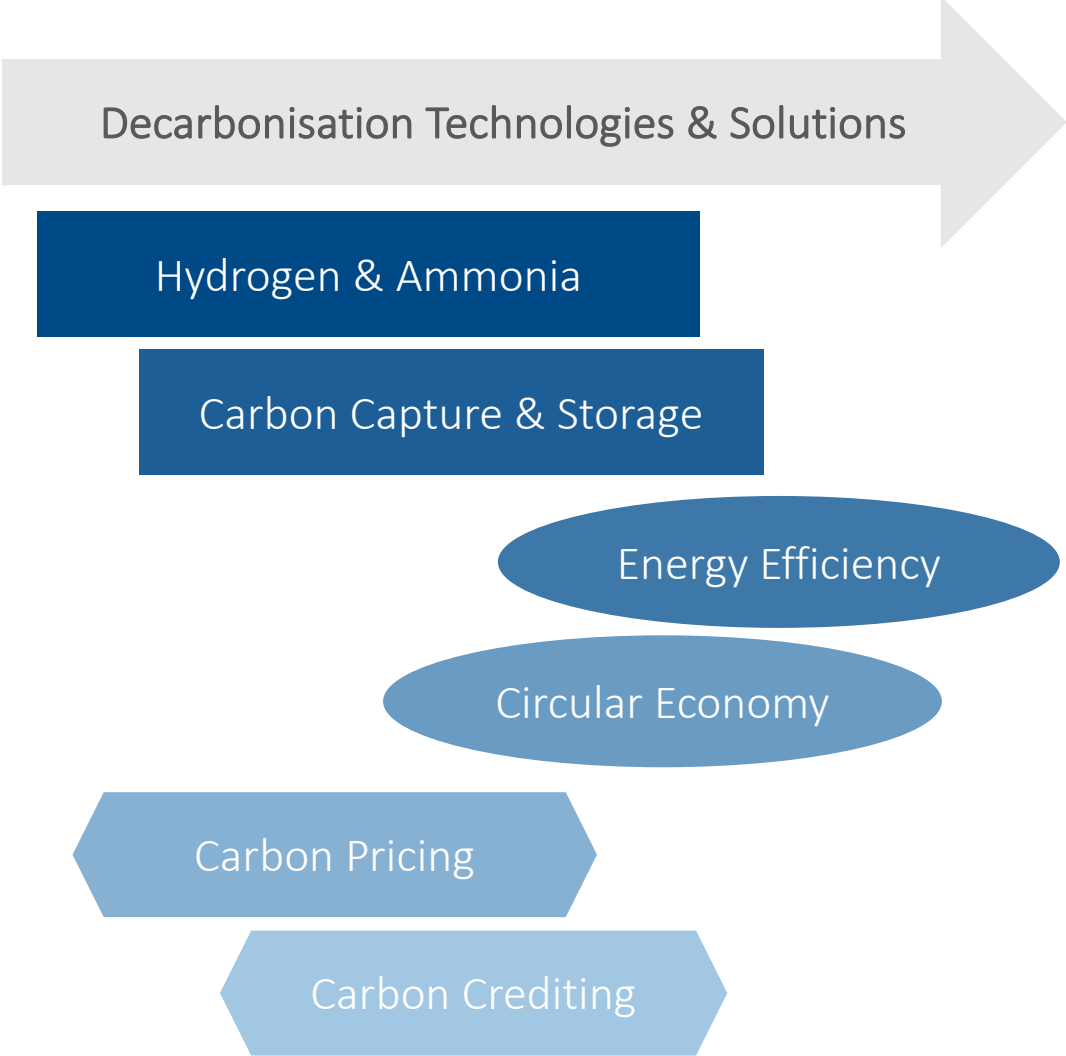 Decarbonisation Technologies & Solutions
Hydrogen & Ammonia
Carbon Capture & Storage
Energy Efficiency
Circular Economy
Carbon Pricing
Carbon Crediting